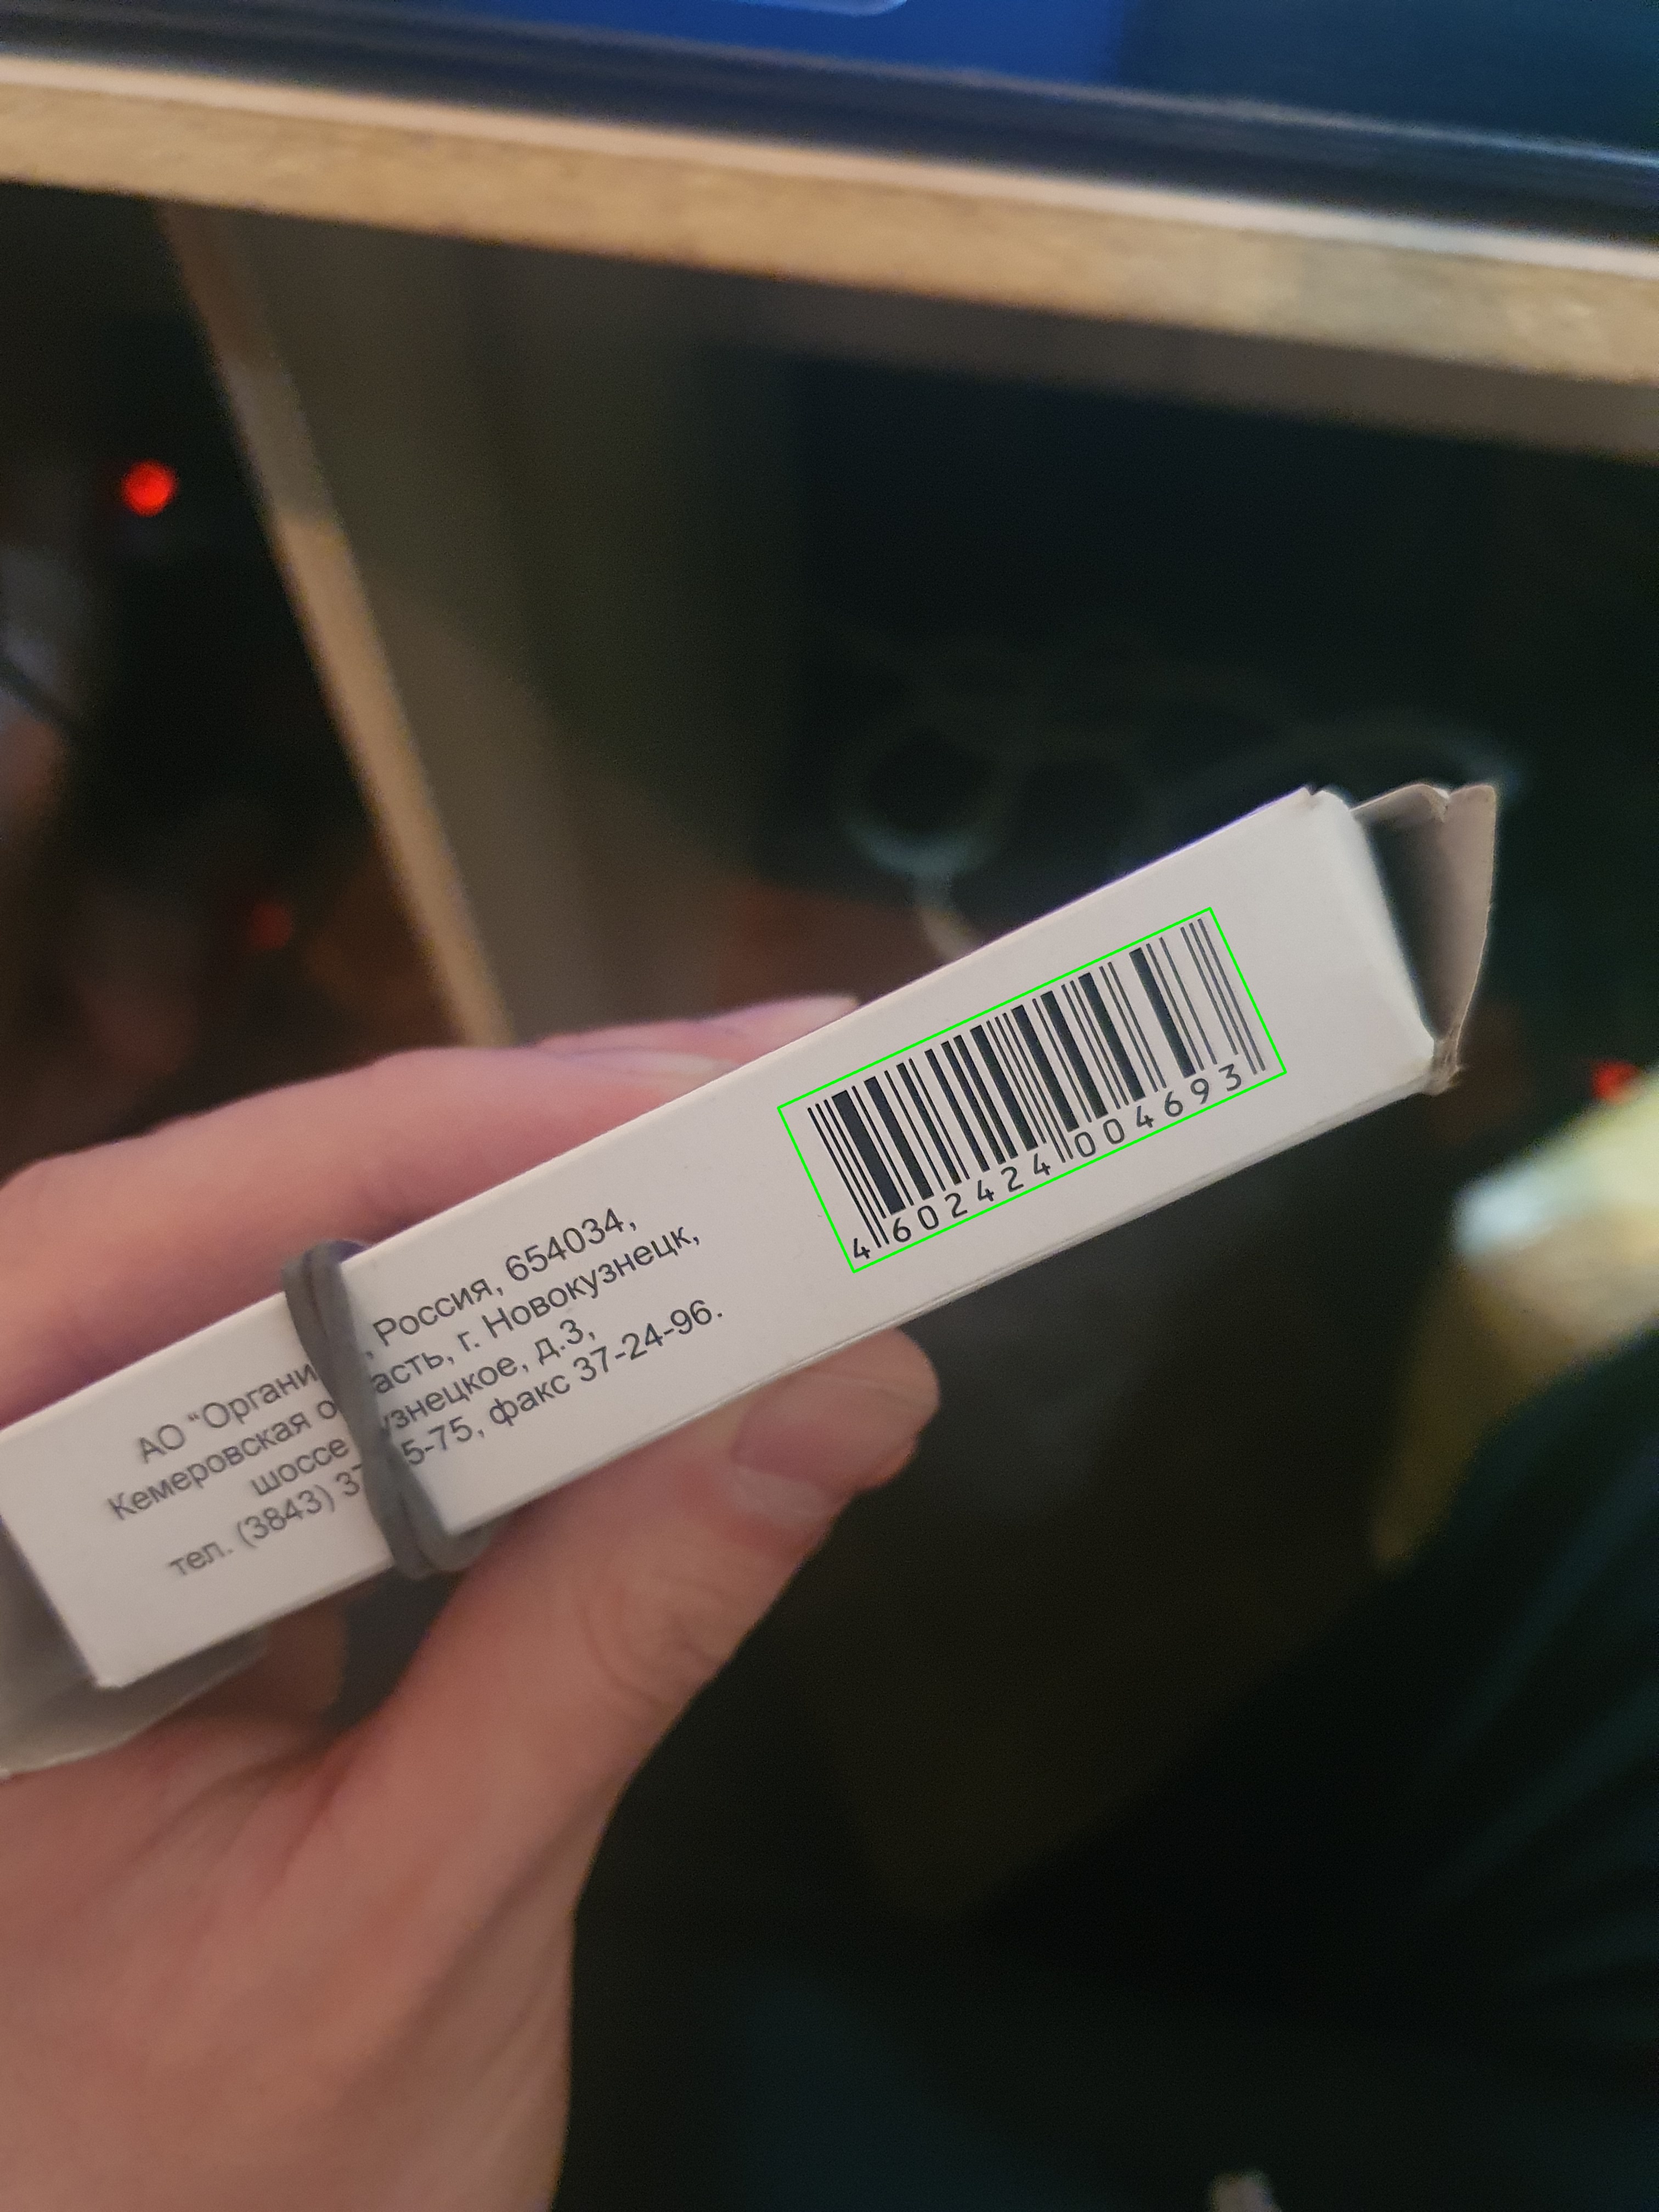 АО “Органи , Россия, 654034,
Кемеровская о асть, г. Новокузнецк,
шоссе узнецкое, д.3,
тел. (3843) 37 5-75, факс 37-24-96.
4 602424 004693